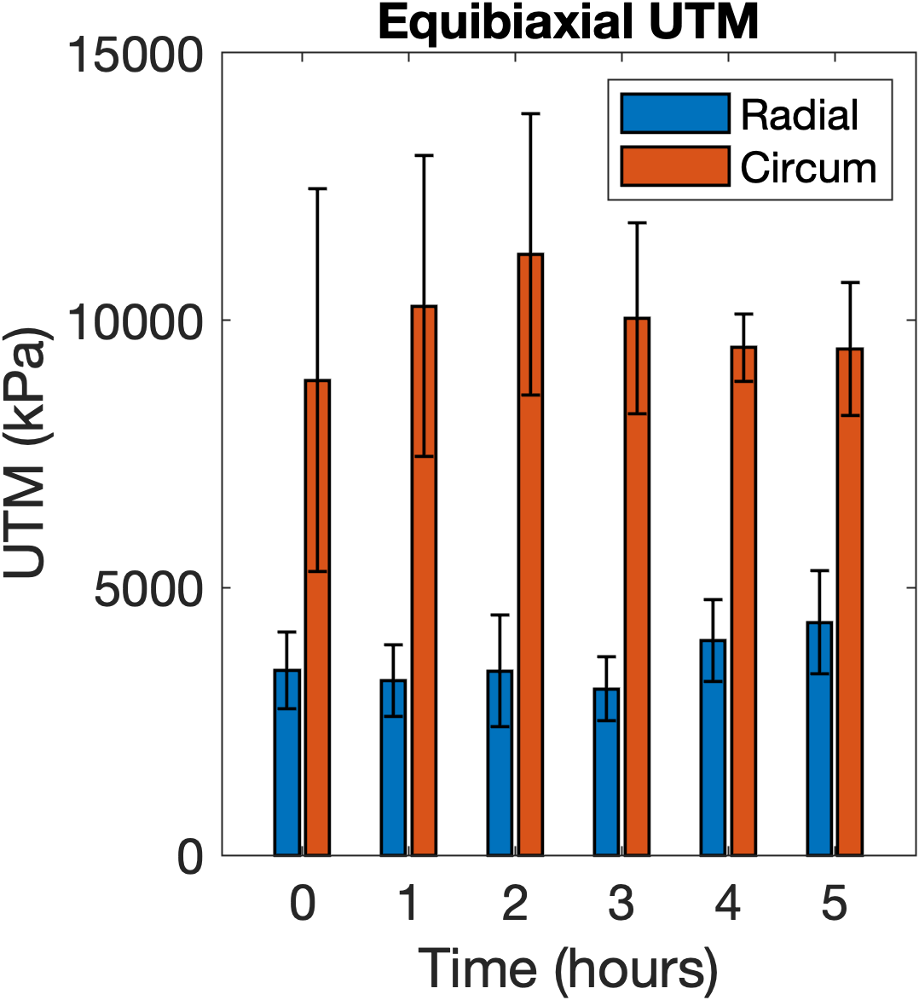 Equibiaxial UTM
15000
10000
5000
0
UTM (kPa)
Radial
Circum
0 1 2 3 4 5
Time (hours)